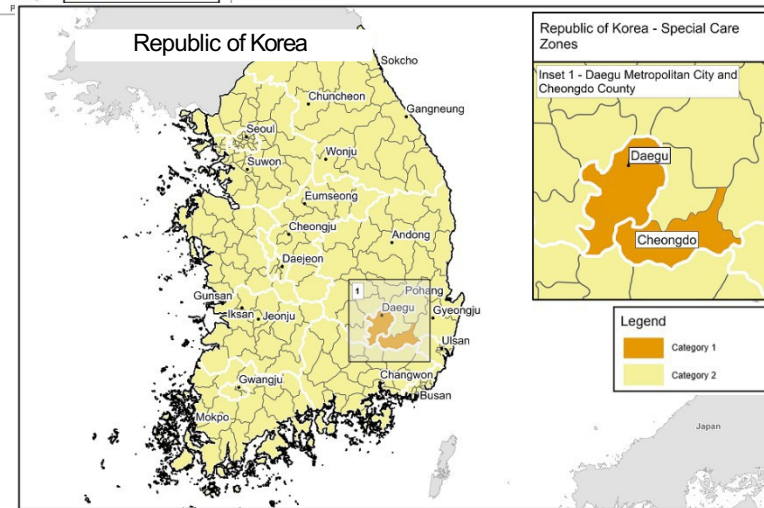 P
Republic of Korea
Sokcho
Chuncheon
Gangneung
Seoul
Wonju
Suwon
Eumseong
Cheongju
Andong
Daejeon
1
Pohang
Gunsan
Daegu
Gyeongju
Iksan
Jeonju
Ulsan
Changwon
Gwangju
Busan
Mokpo
Republic of Korea - Special Care
Zones
Inset 1 - Daegu Metropolitan City and
Cheongdo County
Daegu
Cheongdo
Legend
Category 1
Category 2
Japan